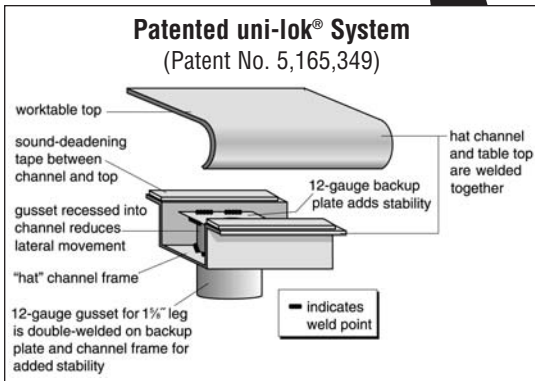 Patented uni-lok® System
(Patent No. 5,165,349)
worktable top
sound-deadening
tape between
channel and top
gusset recessed into
channel reduces
lateral movement
"hat" channel frame
12-gauge gusset for 1⅝˝ leg
is double-welded on backup
plate and channel frame for
added stability
12-gauge backup
plate adds stability
hat channel
and table top
are welded
together
indicates
weld point